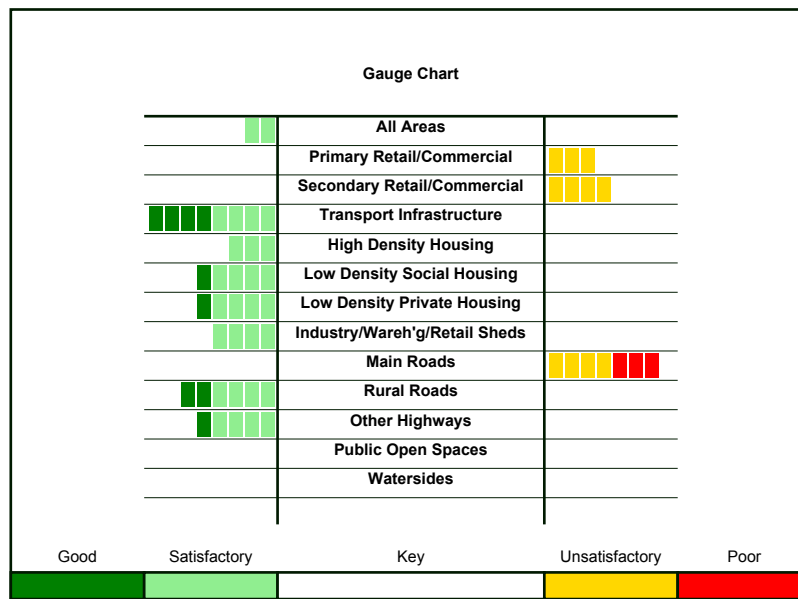 Gauge Chart
All Areas
Primary Retail/Commercial
Secondary Retail/Commercial
Transport Infrastructure
High Density Housing
Low Density Social Housing
Low Density Private Housing
Industry/Wareh'g/Retail Sheds
Main Roads
Rural Roads
Other Highways
Public Open Spaces
Watersides
Good Satisfactory Key Unsatisfactory Poor